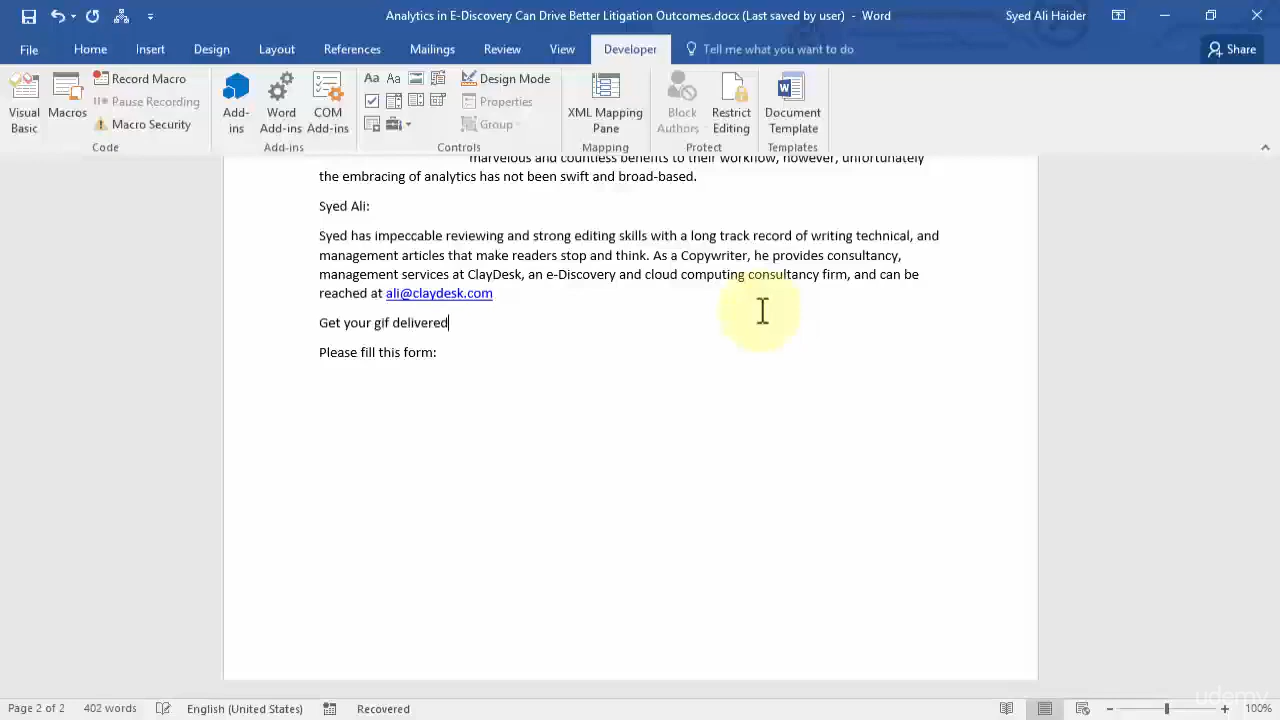 Analytics in E-Discovery Can Drive Better Litigation Outcomes.docx (Last saved by user) - Word
Syed Ali Haider
File Home Insert Design Layout References Mailings Review View Developer Tell me what you want to do Share
Visual Basic
Macros
Record Macro
Pause Recording
Macro Security
Code
Add-ins
Word Add-ins
COM Add-ins
Add-ins
Aa Aa
Design Mode
Properties
Group
Controls
XML Mapping Pane
Mapping
Block Authors
Restrict Editing
Protect
Document Template
Templates
marvelous and countless benefits to their workflow, however, unfortunately
the embracing of analytics has not been swift and broad-based.
Syed Ali:
Syed has impeccable reviewing and strong editing skills with a long track record of writing technical, and
management articles that make readers stop and think. As a Copywriter, he provides consultancy,
management services at ClayDesk, an e-Discovery and cloud computing consultancy firm, and can be
reached at ali@claydesk.com
Get your gif delivered
Please fill this form:
udemy
Page 2 of 2 402 words English (United States) Recovered 100%